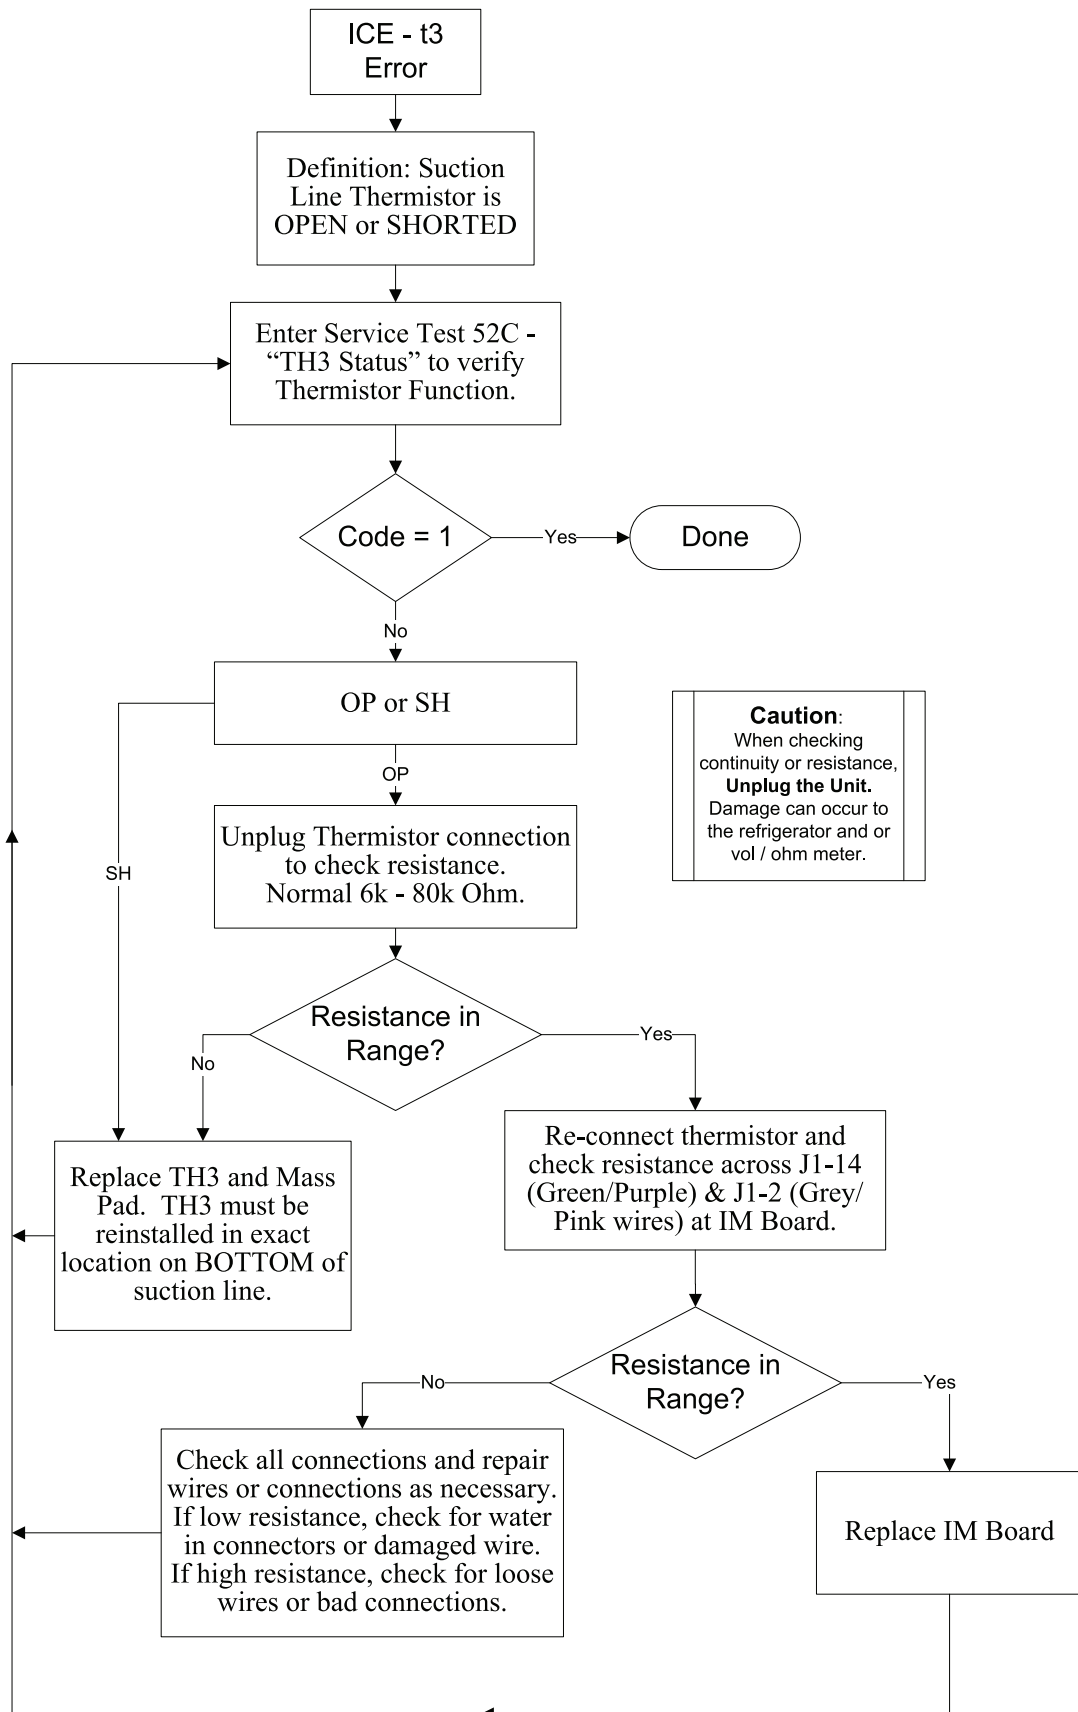 ICE - t3
Error
Definition: Suction
Line Thermistor is
OPEN or SHORTED
Enter Service Test 52C -
“TH3 Status” to verify
Thermistor Function.
Code = 1
Yes
Done
No
OP or SH
Caution:
When checking
continuity or resistance,
Unplug the Unit.
Damage can occur to
the refrigerator and or
vol / ohm meter.
OP
SH
Unplug Thermistor connection
to check resistance.
Normal 6k - 80k Ohm.
Resistance in
Range?
No
Yes
Replace TH3 and Mass
Pad.  TH3 must be
reinstalled in exact
location on BOTTOM of
suction line.
Re-connect thermistor and
check resistance across J1-14
(Green/Purple) & J1-2 (Grey/
Pink wires) at IM Board.
Resistance in
Range?
No
Yes
Check all connections and repair
wires or connections as necessary.
If low resistance, check for water
in connectors or damaged wire.
If high resistance, check for loose
wires or bad connections.
Replace IM Board